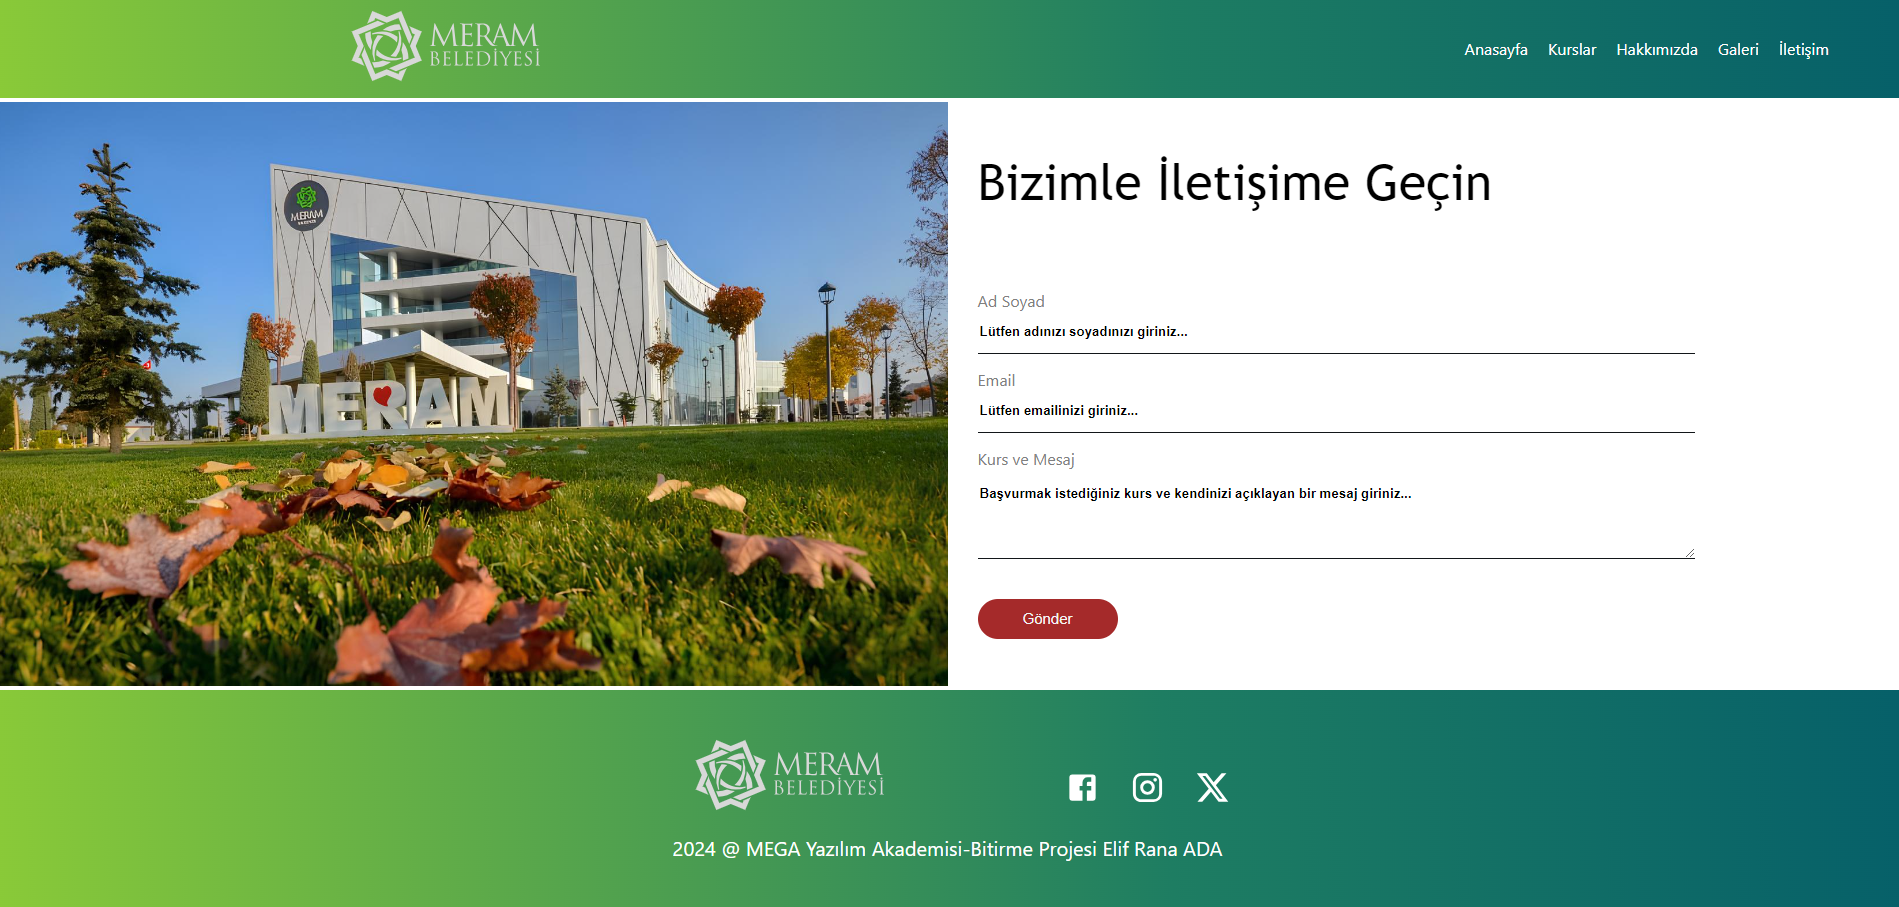 MERAM
BELEDİYESİ
Anasayfa Kurslar Hakkımızda Galeri İletişim
MERAM
MERAM
Bizimle İletişime Geçin
Ad Soyad
Lütfen adınızı soyadınızı giriniz...
Email
Lütfen emailinizi giriniz...
Kurs ve Mesaj
Başvurmak istediğiniz kurs ve kendinizi açıklayan bir mesaj giriniz...
Gönder
MERAM
BELEDİYESİ
2024 @ MEGA Yazılım Akademisi-Bitirme Projesi Elif Rana ADA